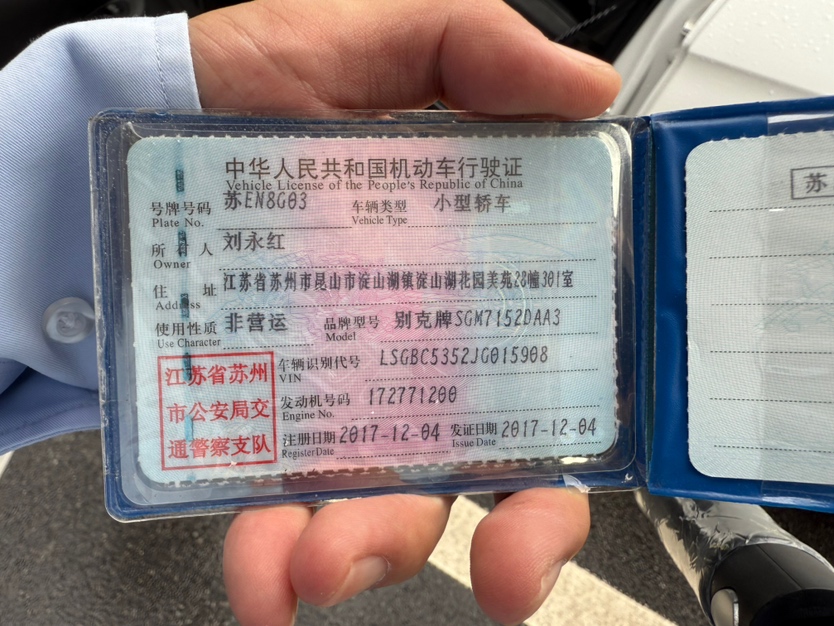 中华人民共和国机动车行驶证
Vehicle License of the People's Republic of China
号牌号码 苏EN8G03 车辆类型 小型轿车
Plate No. Vehicle Type
所有人 刘永红
Owner
住址 江苏省苏州市昆山市淀山湖镇淀山湖花园美苑28幢301室
Address
使用性质 非营运 品牌型号 别克牌SGM7152DAA3
Use Character Model
江苏省苏州
市公安局交
通警察支队
车辆识别代号 LSGBC5352JG015908
VIN
发动机号码 172771200
Engine No.
注册日期 2017-12-04 发证日期 2017-12-04
Register Date Issue Date
苏